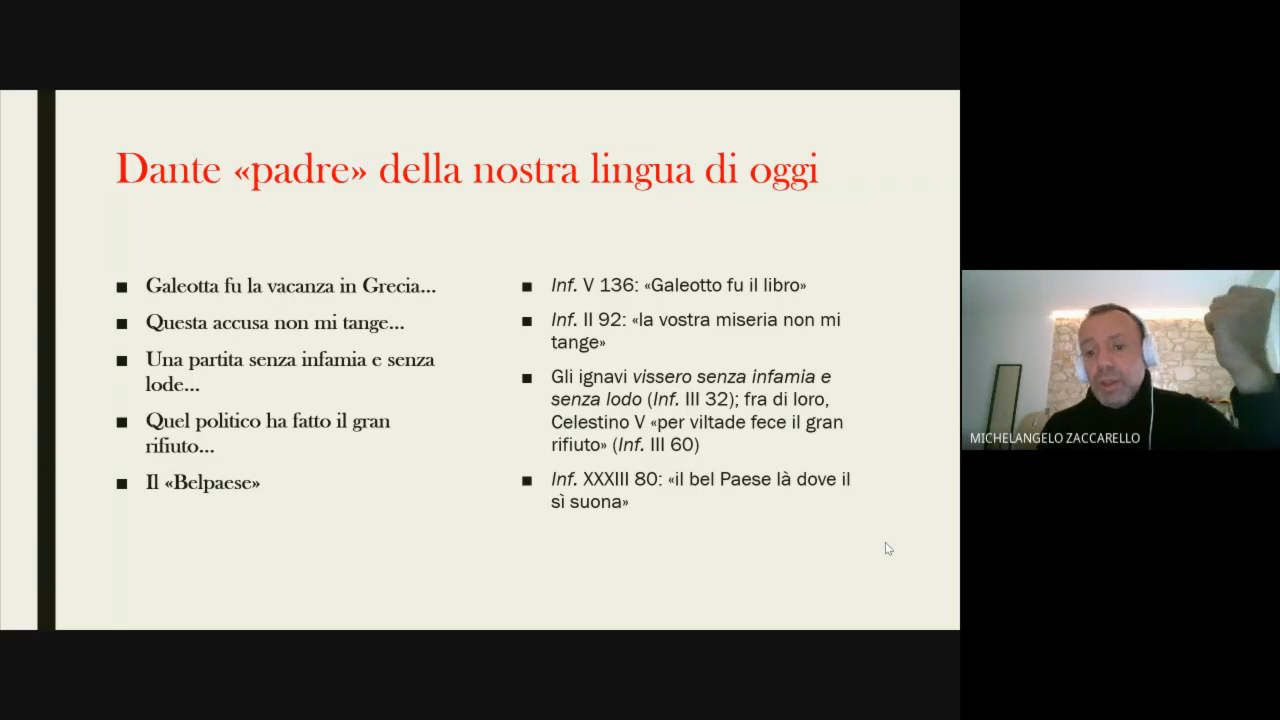 Dante «padre» della nostra lingua di oggi
■ Galeotta fu la vacanza in Grecia...
■ Questa accusa non mi tange...
■ Una partita senza infamia e senza
lode...
■ Quel politico ha fatto il gran
rifiuto...
■ Il «Belpaese»
■ Inf. V 136: «Galeotto fu il libro»
■ Inf. II 92: «la vostra miseria non mi
tange»
■ Gli ignavi vissero senza infamia e
senza lodo (Inf. III 32); fra di loro,
Celestino V «per viltade fece il gran
rifiuto» (Inf. III 60)
■ Inf. XXXIII 80: «il bel Paese là dove il
sì suona»
MICHELANGELO ZACCARELLO